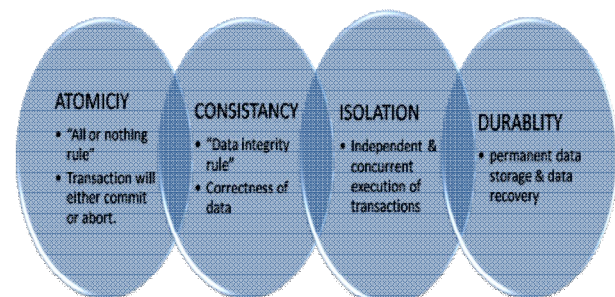 ATOMICIY
• “All or nothing
rule”
• Transaction will
either commit
or abort.
CONSISTANCY
• “Data integrity
rule”
• Correctness of
data
ISOLATION
• Independent &
concurrent
execution of
transactions
DURABLITY
• permanent data
storage & data
recovery